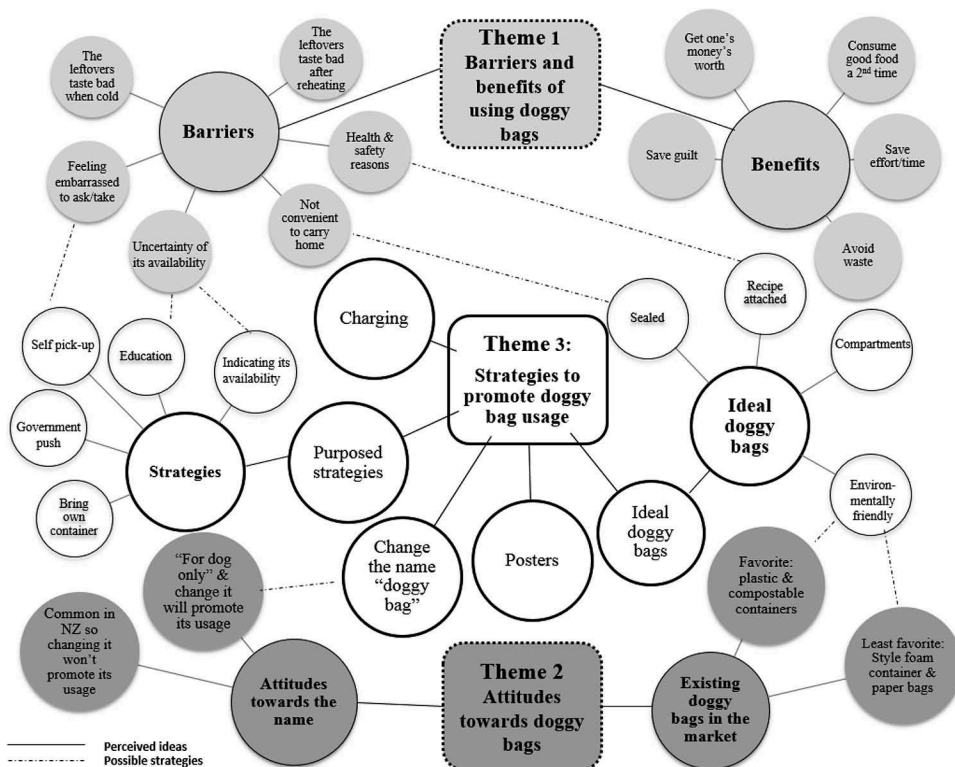 Theme 1
Barriers and
benefits of
using doggy
bags
The
leftovers
taste bad
when cold
The
leftovers
taste bad
after
reheating
Barriers
Health &
safety
reasons
Feeling
embarrassed
to ask/take
Uncertainty of
its availability
Not
convenient
to carry
home
Get one's
money's
worth
Consume
good food
a 2nd time
Save guilt
Benefits
Save
effort/time
Avoid
waste
Self pick-up
Education
Indicating its
availability
Government
push
Strategies
Bring
own
container
Charging
Purposed
strategies
Theme 3:
Strategies to
promote doggy
bag usage
Change
the name
“doggy
bag”
Posters
Ideal
doggy
bags
Sealed
Recipe
attached
Compartments
Ideal
doggy
bags
Environ-
mentally
friendly
“For dog
only” &
change it
will promote
its usage
Common in
NZ so
changing it
won't
promote its
usage
Attitudes
towards the
name
Theme 2
Attitudes
towards doggy
bags
Existing
doggy
bags in the
market
Favorite:
plastic &
compostable
containers
Least favorite:
Style foam
container &
paper bags
Perceived ideas
Possible strategies